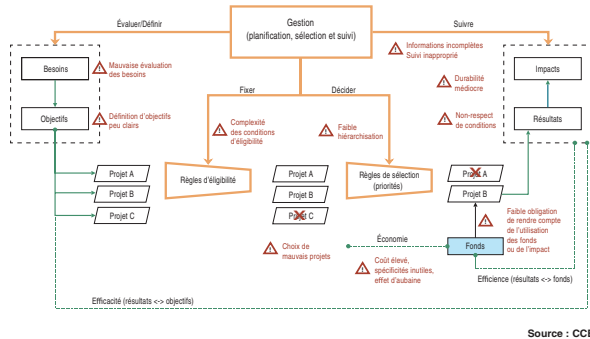 Évaluer/Définir
Gestion
(planification, sélection et suivi)
Suivre
Informations incomplètes
Suivi inapproprié
Besoins
Mauvaise évaluation
des besoins
Impacts
Durabilité
médiocre
Fixer
Décider
Objectifs
Définition d'objectifs
peu clairs
Complexité
des conditions
d'éligibilité
Faible
hiérarchisation
Non-respect
de conditions
Résultats
Projet A
Projet B
Projet C
Règles d'éligibilité
Projet A
Projet B
Projet C
Règles de sélection
(priorités)
Projet A
Projet B
Faible obligation
de rendre compte
de l'utilisation
des fonds
ou de l'impact
Choix de
mauvais projets
Économie
Fonds
Coût élevé,
spécificités inutiles,
effet d'aubaine
Efficience (résultats <-> fonds)
Efficacité (résultats <-> objectifs)
Source : CCE